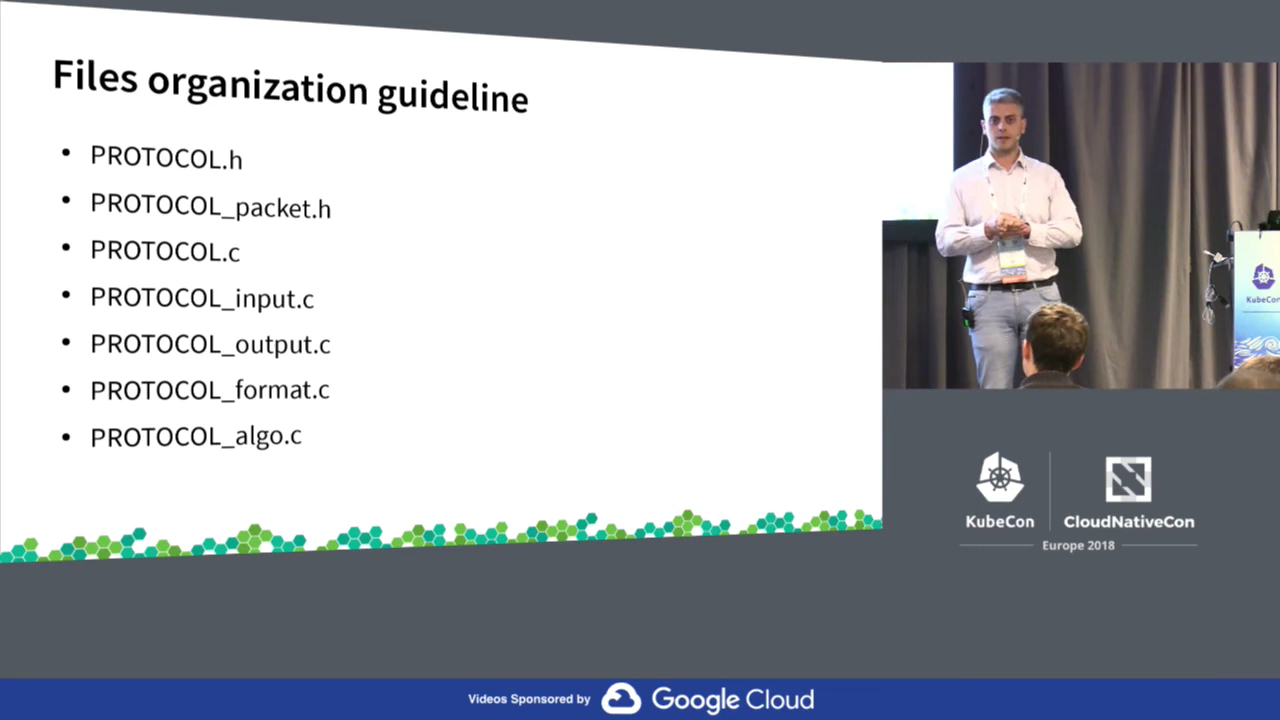 Files organization guideline
• PROTOCOL.h
• PROTOCOL_packet.h
• PROTOCOL.c
• PROTOCOL_input.c
• PROTOCOL_output.c
• PROTOCOL_format.c
• PROTOCOL_algo.c
KubeCon
KubeCon
CloudNativeCon
Europe 2018
Videos Sponsored by Google Cloud